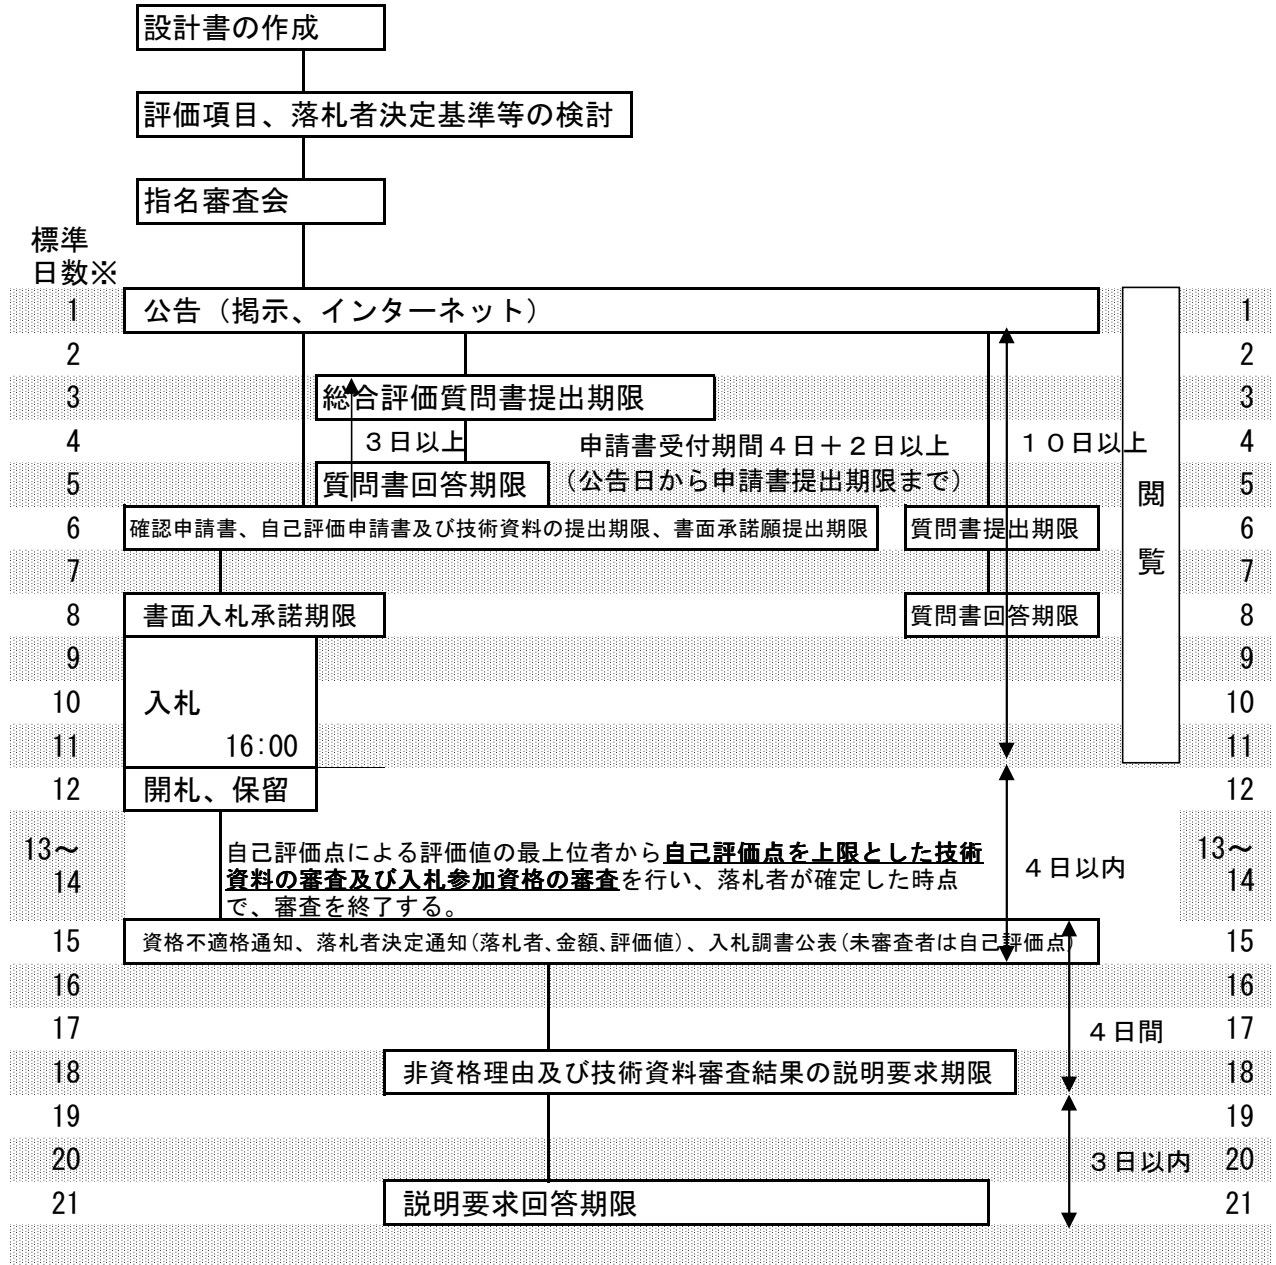 設計書の作成
評価項目、落札者決定基準等の検討
指名審査会
標準
日数※
1 公告（掲示、インターネット） 1
2 2
3 総合評価質問書提出期限 3
4 ３日以上 申請書受付期間４日＋２日以上 １０日以上 4
5 質問書回答期限 （公告日から申請書提出期限まで） 5
閲
6 確認申請書、自己評価申請書及び技術資料の提出期限、書面承諾願提出期限 質問書提出期限 6
覧
7 7
8 書面入札承諾期限 質問書回答期限 8
9 9
10 入札 10
11 16:00 11
12 開札、保留 12
13～ 13～
14 14
自己評価点による評価値の最上位者から自己評価点を上限とした技術
資料の審査及び入札参加資格の審査を行い、落札者が確定した時点
で、審査を終了する。
４日以内
15 資格不適格通知、落札者決定通知（落札者、金額、評価値）、入札調書公表（未審査者は自己評価点） 15
16 16
17 ４日間 17
18 非資格理由及び技術資料審査結果の説明要求期限 18
19 19
20 ３日以内 20
21 説明要求回答期限 21